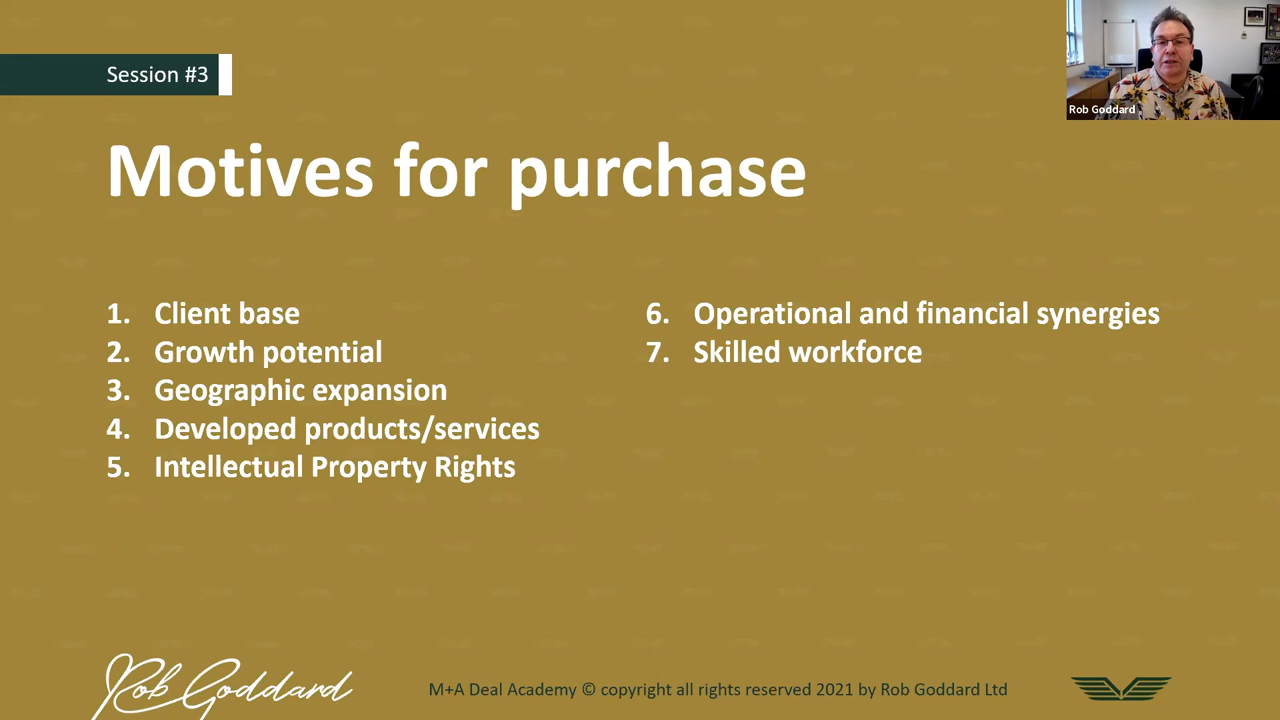 Session #3
Rob Goddard
Motives for purchase
1. Client base
2. Growth potential
3. Geographic expansion
4. Developed products/services
5. Intellectual Property Rights
6. Operational and financial synergies
7. Skilled workforce
Rob Goddard
M+A Deal Academy © copyright all rights reserved 2021 by Rob Goddard Ltd